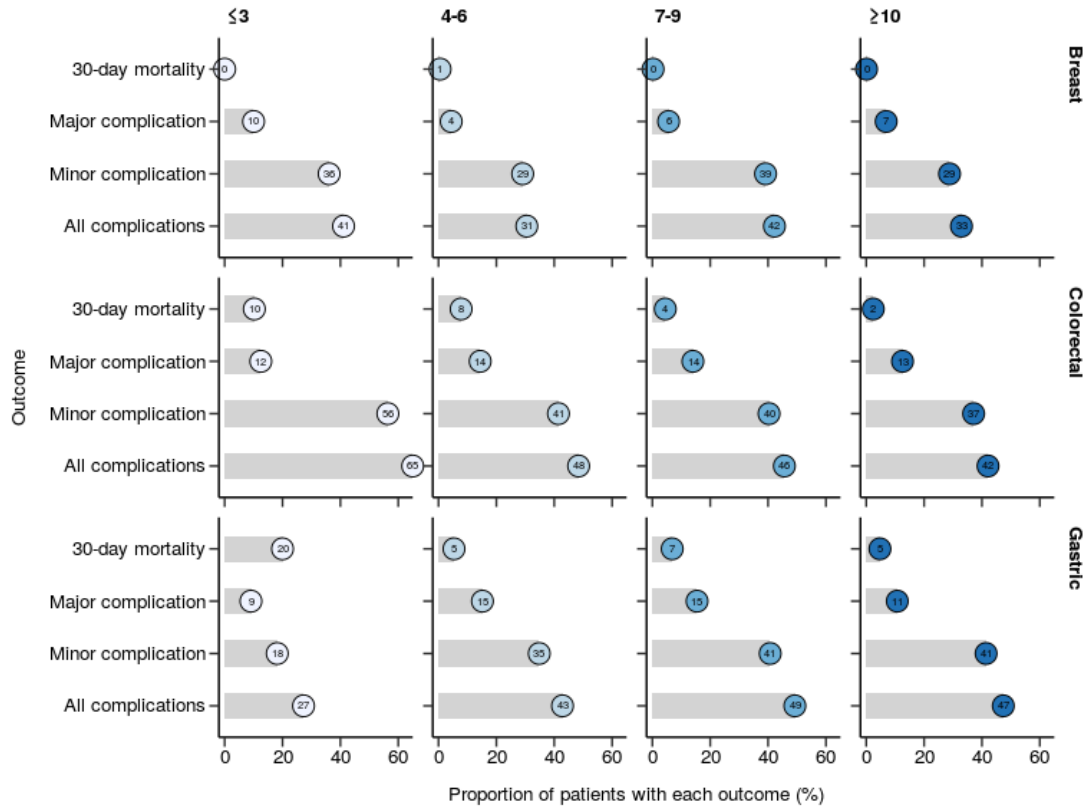 ≤3 4-6 7-9 ≥10
Breast
30-day mortality 0 1 0 0
Major complication 10 4 6 7
Minor complication 36 29 39 29
All complications 41 31 42 33
Colorectal
30-day mortality 10 8 4 2
Major complication 12 14 14 13
Minor complication 56 41 40 37
All complications 65 48 46 42
Outcome
Gastric
30-day mortality 20 5 7 5
Major complication 9 15 15 11
Minor complication 18 35 41 41
All complications 27 43 49 47
0 20 40 60 0 20 40 60 0 20 40 60 0 20 40 60
Proportion of patients with each outcome (%)